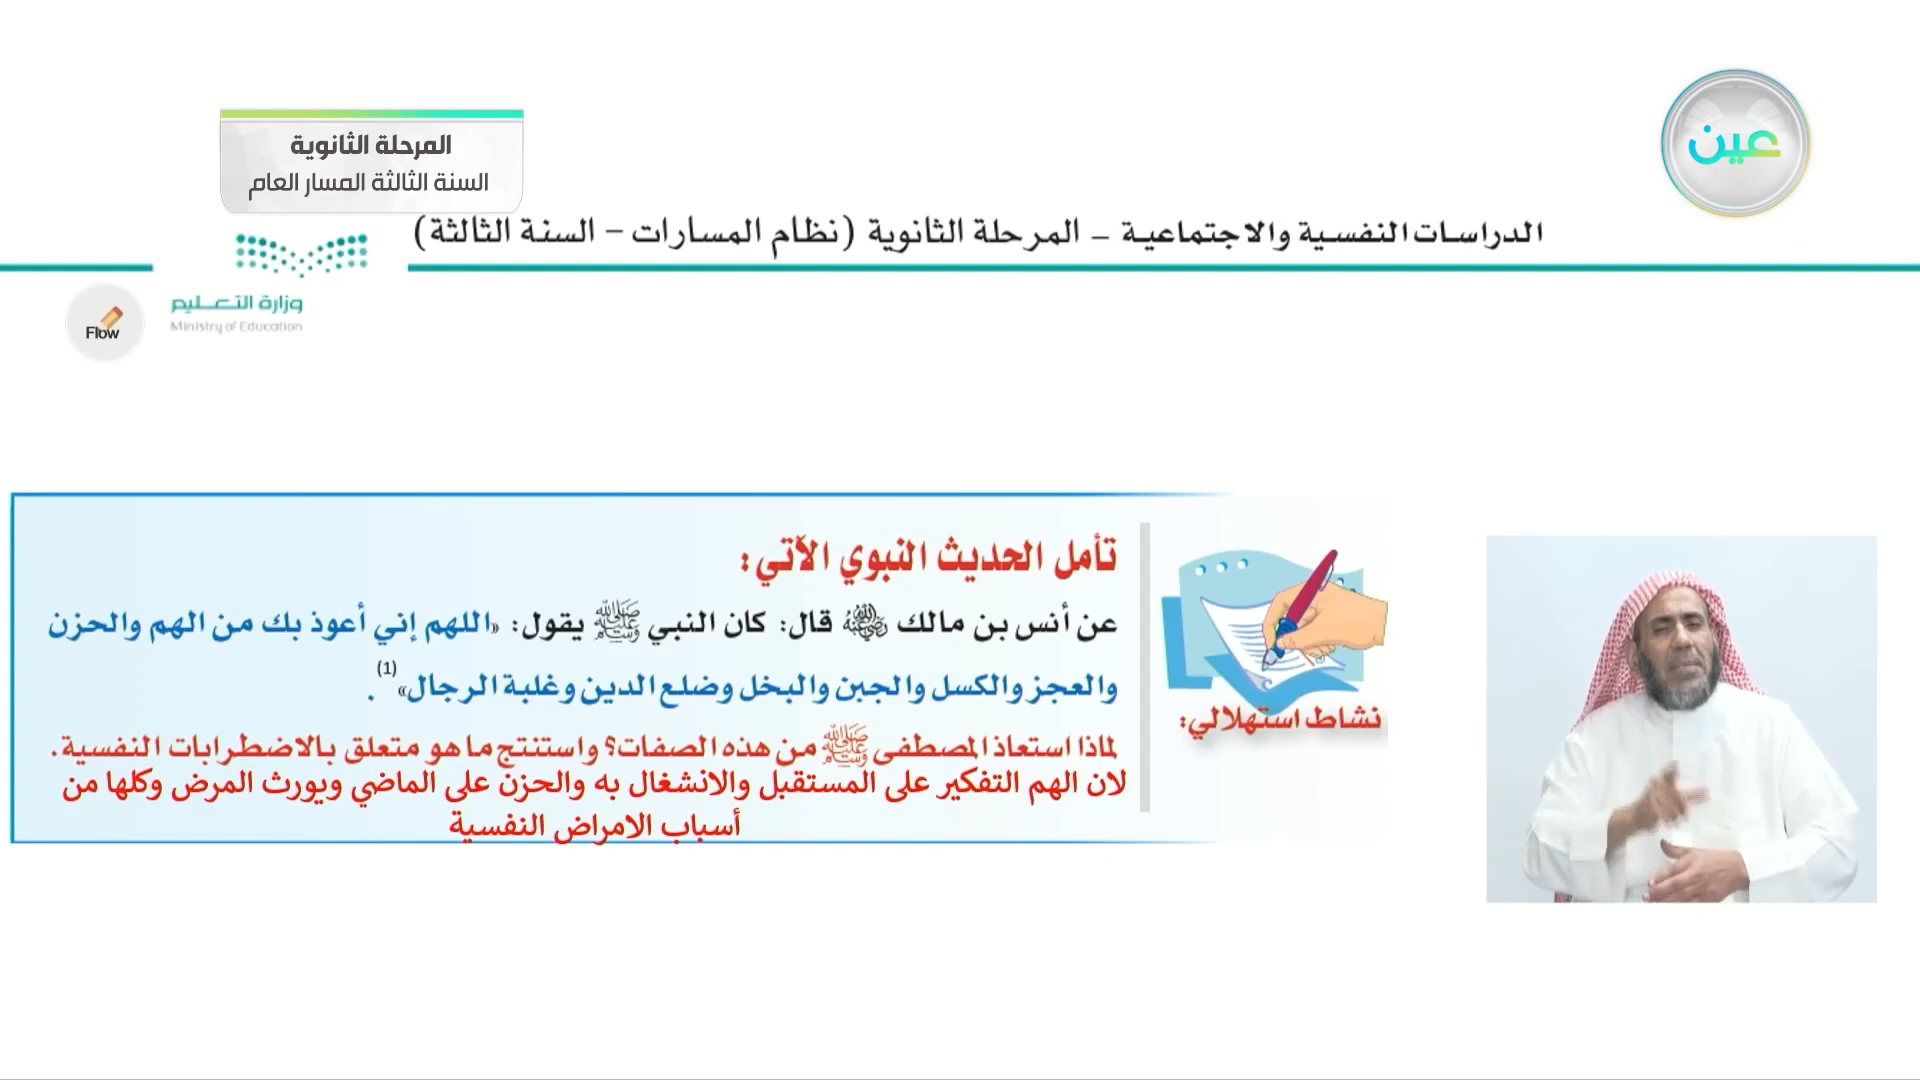 عين
المرحلة الثانوية
السنة الثالثة المسار العام
الدراسات النفسية والاجتماعية – المرحلة الثانوية (نظام المسارات – السنة الثالثة)
وزارة التعليم
Ministry of Education
Flow
تأمل الحديث النبوي الآتي:
عن أنس بن مالك رضي الله عنه قال: كان النبي ﷺ يقول: «اللهم إني أعوذ بك من الهم والحزن
والعجز والكسل والجبن والبخل وضلع الدين وغلبة الرجال»(1).
لماذا استعاذ المصطفى ﷺ من هذه الصفات؟ واستنتج ما هو متعلق بالاضطرابات النفسية.
لان الهم التفكير على المستقبل والانشغال به والحزن على الماضي ويورث المرض وكلها من
أسباب الامراض النفسية
نشاط استهلالي: